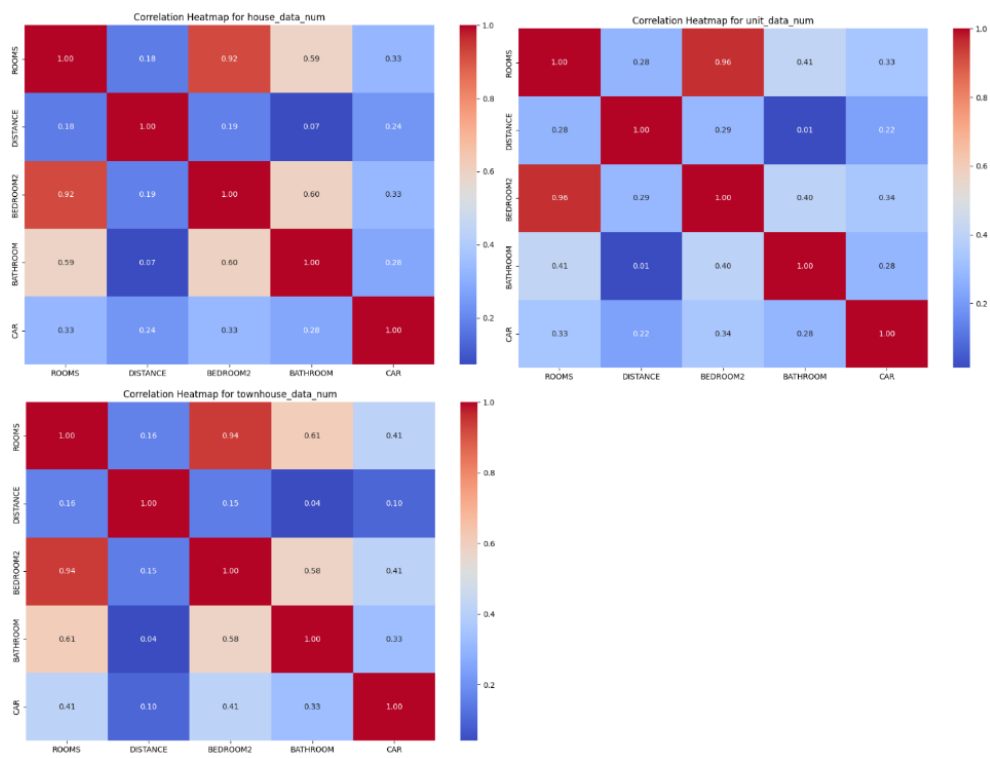 Correlation Heatmap for house_data_num
ROOMS 1.00 0.18 0.92 0.59 0.33
DISTANCE 0.18 1.00 0.19 0.07 0.24
BEDROOM2 0.92 0.19 1.00 0.60 0.33
BATHROOM 0.59 0.07 0.60 1.00 0.28
CAR 0.33 0.24 0.33 0.28 1.00
ROOMS DISTANCE BEDROOM2 BATHROOM CAR
1.0
0.8
0.6
0.4
0.2
Correlation Heatmap for unit_data_num
ROOMS 1.00 0.28 0.96 0.41 0.33
DISTANCE 0.28 1.00 0.29 0.01 0.22
BEDROOM2 0.96 0.29 1.00 0.40 0.34
BATHROOM 0.41 0.01 0.40 1.00 0.28
CAR 0.33 0.22 0.34 0.28 1.00
ROOMS DISTANCE BEDROOM2 BATHROOM CAR
1.0
0.8
0.6
0.4
0.2
Correlation Heatmap for townhouse_data_num
ROOMS 1.00 0.16 0.94 0.61 0.41
DISTANCE 0.16 1.00 0.15 0.04 0.10
BEDROOM2 0.94 0.15 1.00 0.58 0.41
BATHROOM 0.61 0.04 0.58 1.00 0.33
CAR 0.41 0.10 0.41 0.33 1.00
ROOMS DISTANCE BEDROOM2 BATHROOM CAR
1.0
0.8
0.6
0.4
0.2